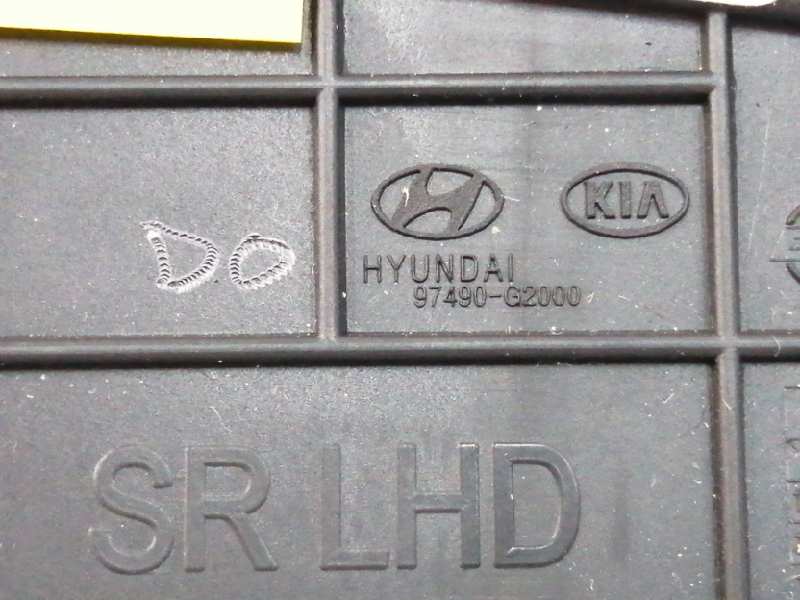 KIA
DO
HYUNDAI
97490-G2000
SR LHD